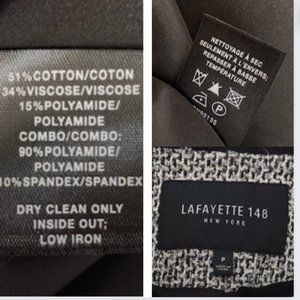 51% COTTON/COTON
34% VISCOSE/VISCOSE
15% POLYAMIDE/
POLYAMIDE
COMBO/COMBO:
90% POLYAMIDE/
POLYAMIDE
10% SPANDEX/SPANDEX
DRY CLEAN ONLY
INSIDE OUT;
LOW IRON
NETTOYAGE À SEC
SEULEMENT À L'ENVERS;
REPASSER À BASSE
TEMPÉRATURE
LAFAYETTE 148
NEW YORK
P